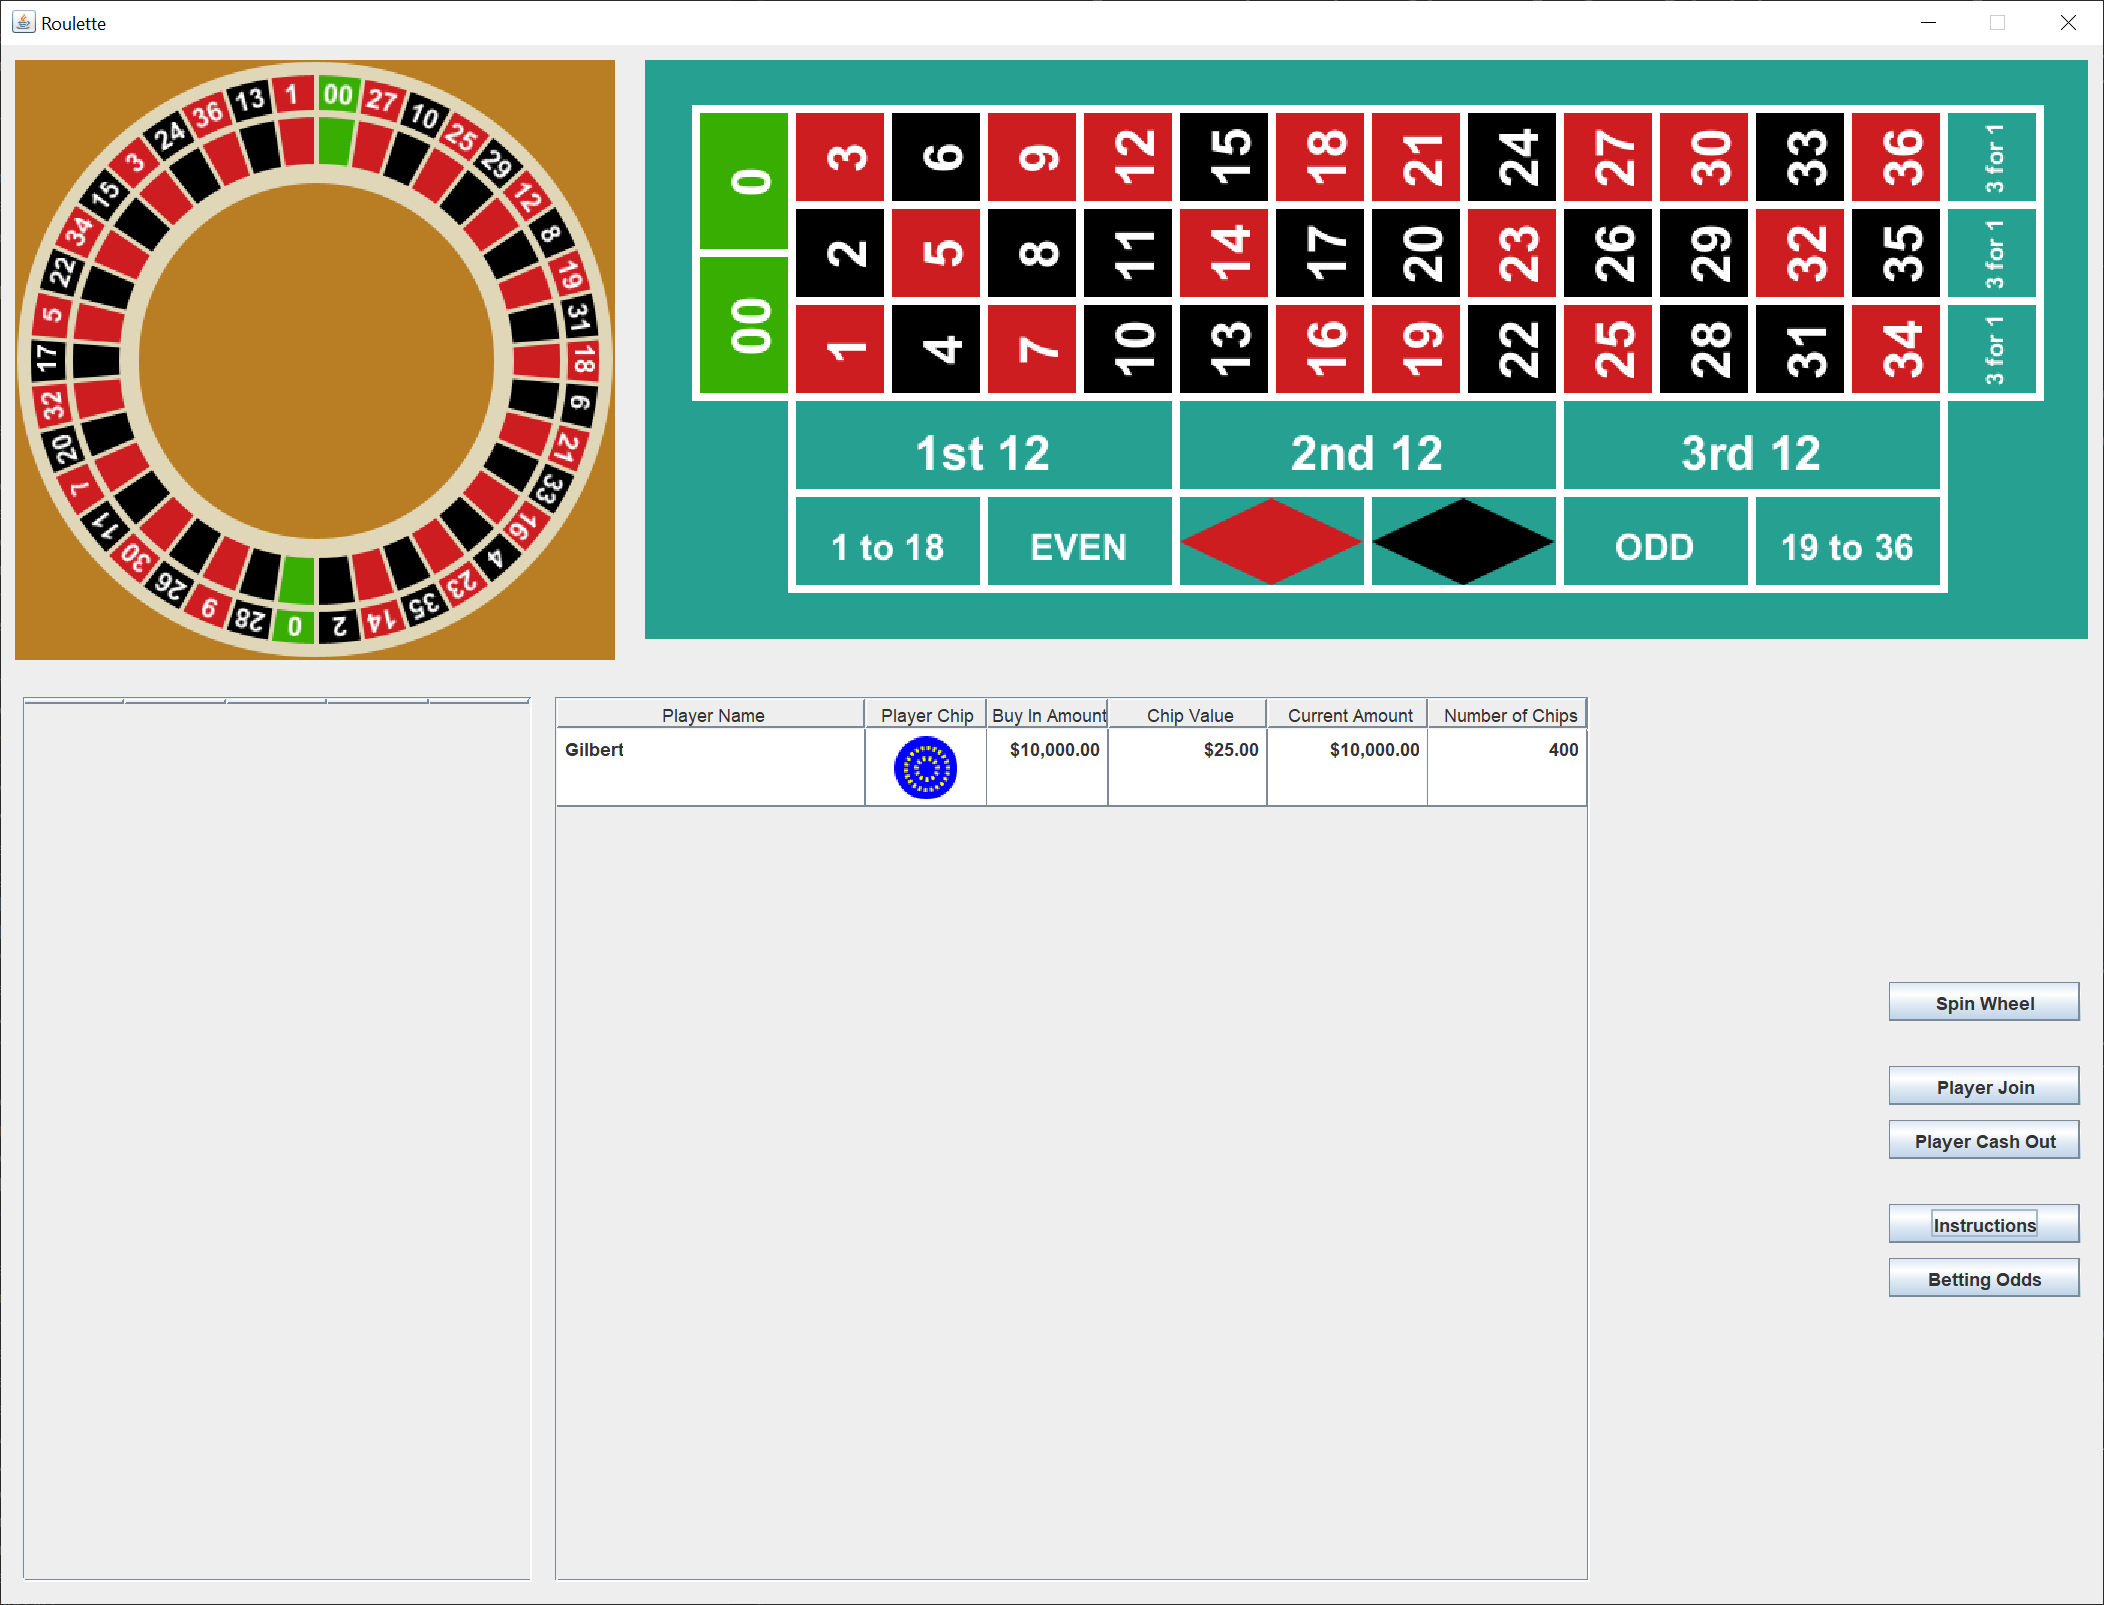 Roulette
00 27 10 25 29 12 8 19 31 18 6 21 33 16 4 23 35 14 2 0 28 9 26 30 11 7 20 32 17 5 22 34 15 3 24 36 13 1
0 3 6 9 12 15 18 21 24 27 30 33 36 3 for 1
2 5 8 11 14 17 20 23 26 29 32 35 3 for 1
00 1 4 7 10 13 16 19 22 25 28 31 34 3 for 1
1st 12 2nd 12 3rd 12
1 to 18 EVEN ODD 19 to 36
Player Name Player Chip Buy In Amount Chip Value Current Amount Number of Chips
Gilbert $10,000.00 $25.00 $10,000.00 400
Spin Wheel
Player Join
Player Cash Out
Instructions
Betting Odds